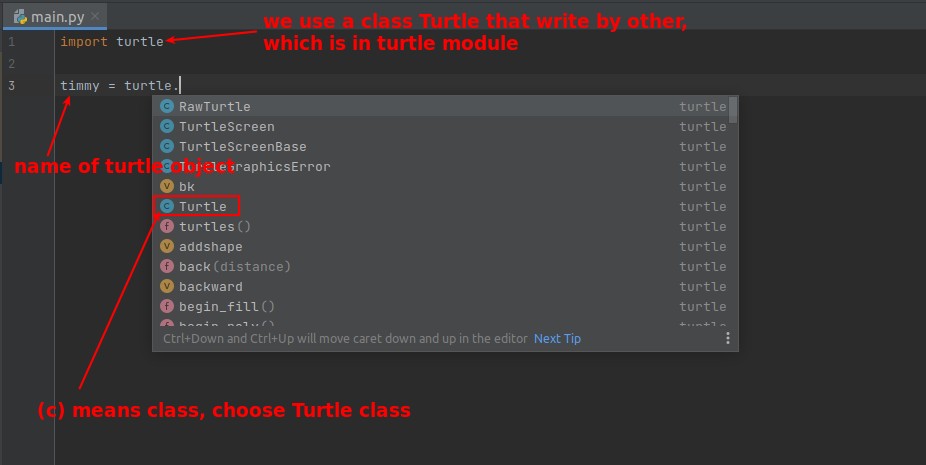 main.py
we use a class Turtle that write by other,
1 import turtle
which is in turtle module
2
3 timmy = turtle.
RawTurtle turtle
TurtleScreen turtle
TurtleScreenBase turtle
name of turtle object
TurtleGraphicsError turtle
bk turtle
Turtle turtle
turtles() turtle
addshape turtle
back(distance) turtle
backward turtle
begin_fill() turtle
begin_poly() turtle
Ctrl+Down and Ctrl+Up will move caret down and up in the editor Next Tip
(c) means class, choose Turtle class